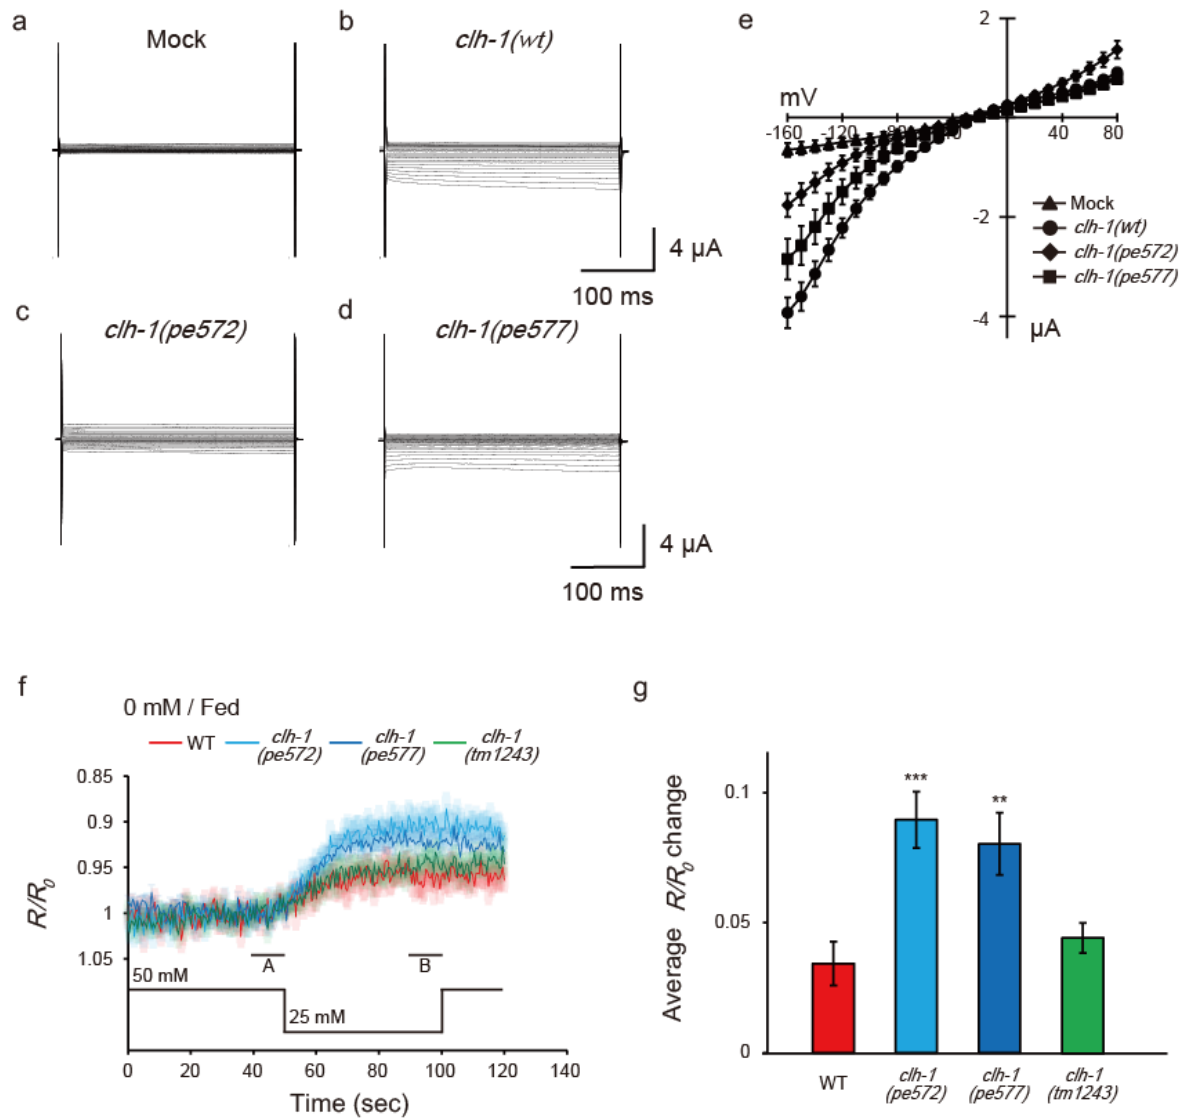 a
Mock
b
clh-1(wt)
4 μA
100 ms
c
clh-1(pe572)
d
clh-1(pe577)
4 μA
100 ms
e
2
mV
-160
-120
40
80
-2
-4
μA
Mock
clh-1(wt)
clh-1(pe572)
clh-1(pe577)
f
0 mM / Fed
WT
clh-1
(pe572)
clh-1
(pe577)
clh-1
(tm1243)
0.85
0.9
0.95
1
1.05
R/R0
A
B
50 mM
25 mM
0
20
40
60
80
100
120
140
Time (sec)
g
Average R/R0 change
0.1
0.05
0
***
**
WT
clh-1
(pe572)
clh-1
(pe577)
clh-1
(tm1243)